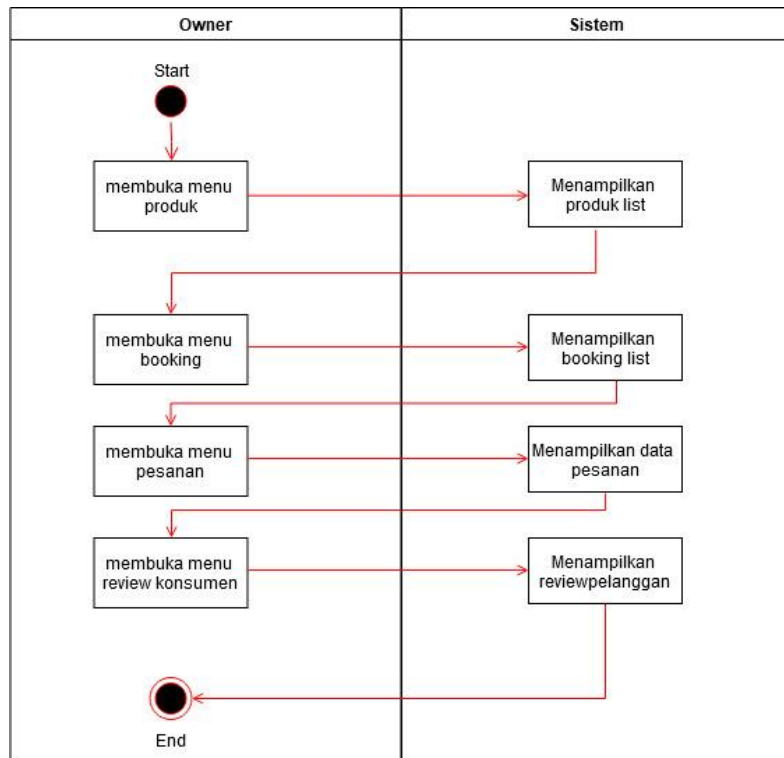 Owner
Sistem
Start
membuka menu
produk
Menampilkan
produk list
membuka menu
booking
Menampilkan
booking list
membuka menu
pesanan
Menampilkan data
pesanan
membuka menu
review konsumen
Menampilkan
reviewpelanggan
End